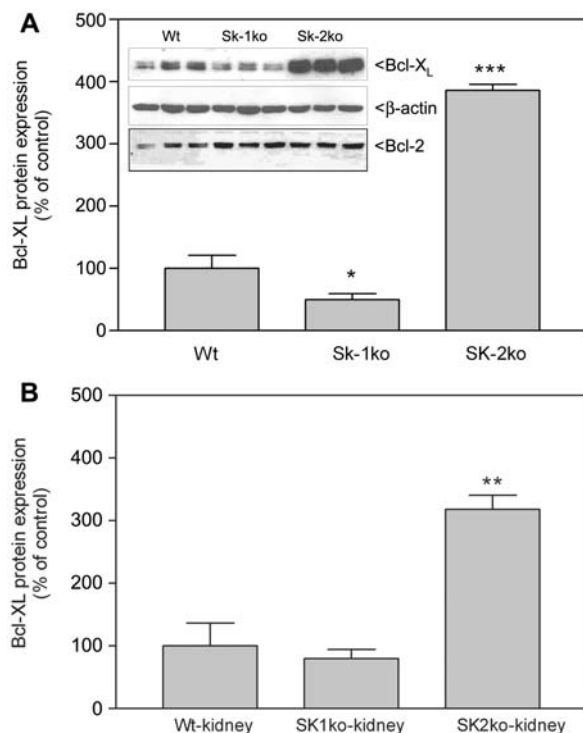 A
Wt Sk-1ko Sk-2ko
<Bcl-XL
<β-actin
<Bcl-2
Bcl-XL protein expression
(% of control)
500
400
300
200
100
0
*
***
Wt Sk-1ko SK-2ko
B
Bcl-XL protein expression
(% of control)
500
400
300
200
100
0
**
Wt-kidney SK1ko-kidney SK2ko-kidney